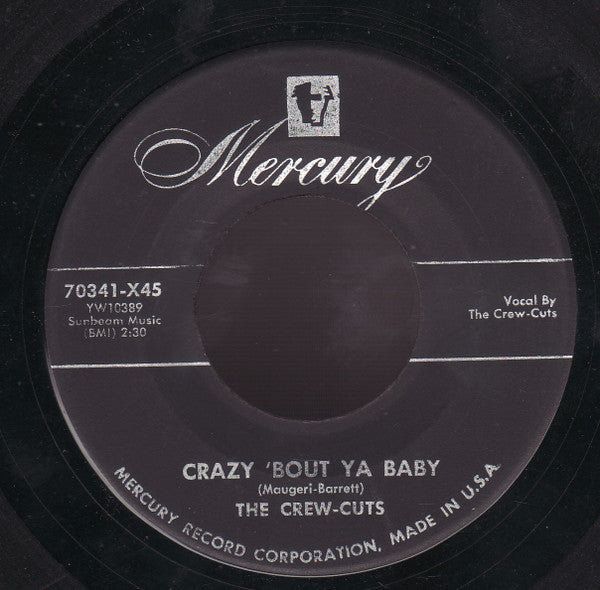 Mercury
70341-X45
YW10389
Sunbeam Music
(BMI) 2:30
Vocal By
The Crew-Cuts
CRAZY 'BOUT YA BABY
(Maugeri-Barrett)
THE CREW-CUTS
MERCURY RECORD CORPORATION, MADE IN U.S.A.